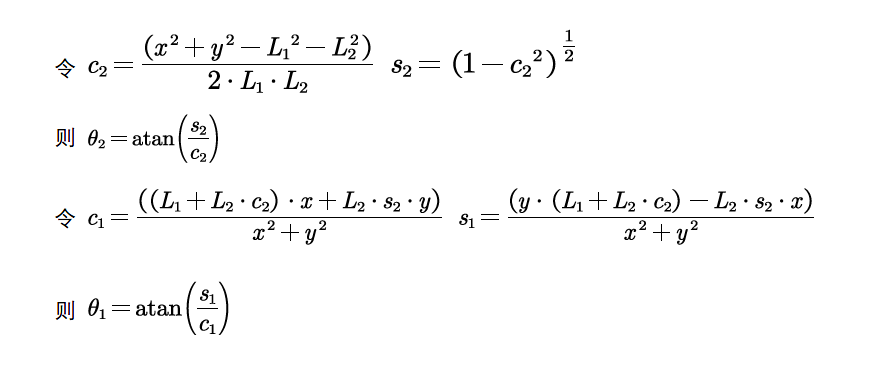 令 c₂ = (x² + y² − L₁² − L₂²) / (2 · L₁ · L₂) s₂ = (1 − c₂²)^(1/2)
则 θ₂ = atan(s₂/c₂)
令 c₁ = ((L₁ + L₂ · c₂) · x + L₂ · s₂ · y) / (x² + y²) s₁ = (y · (L₁ + L₂ · c₂) − L₂ · s₂ · x) / (x² + y²)
则 θ₁ = atan(s₁/c₁)